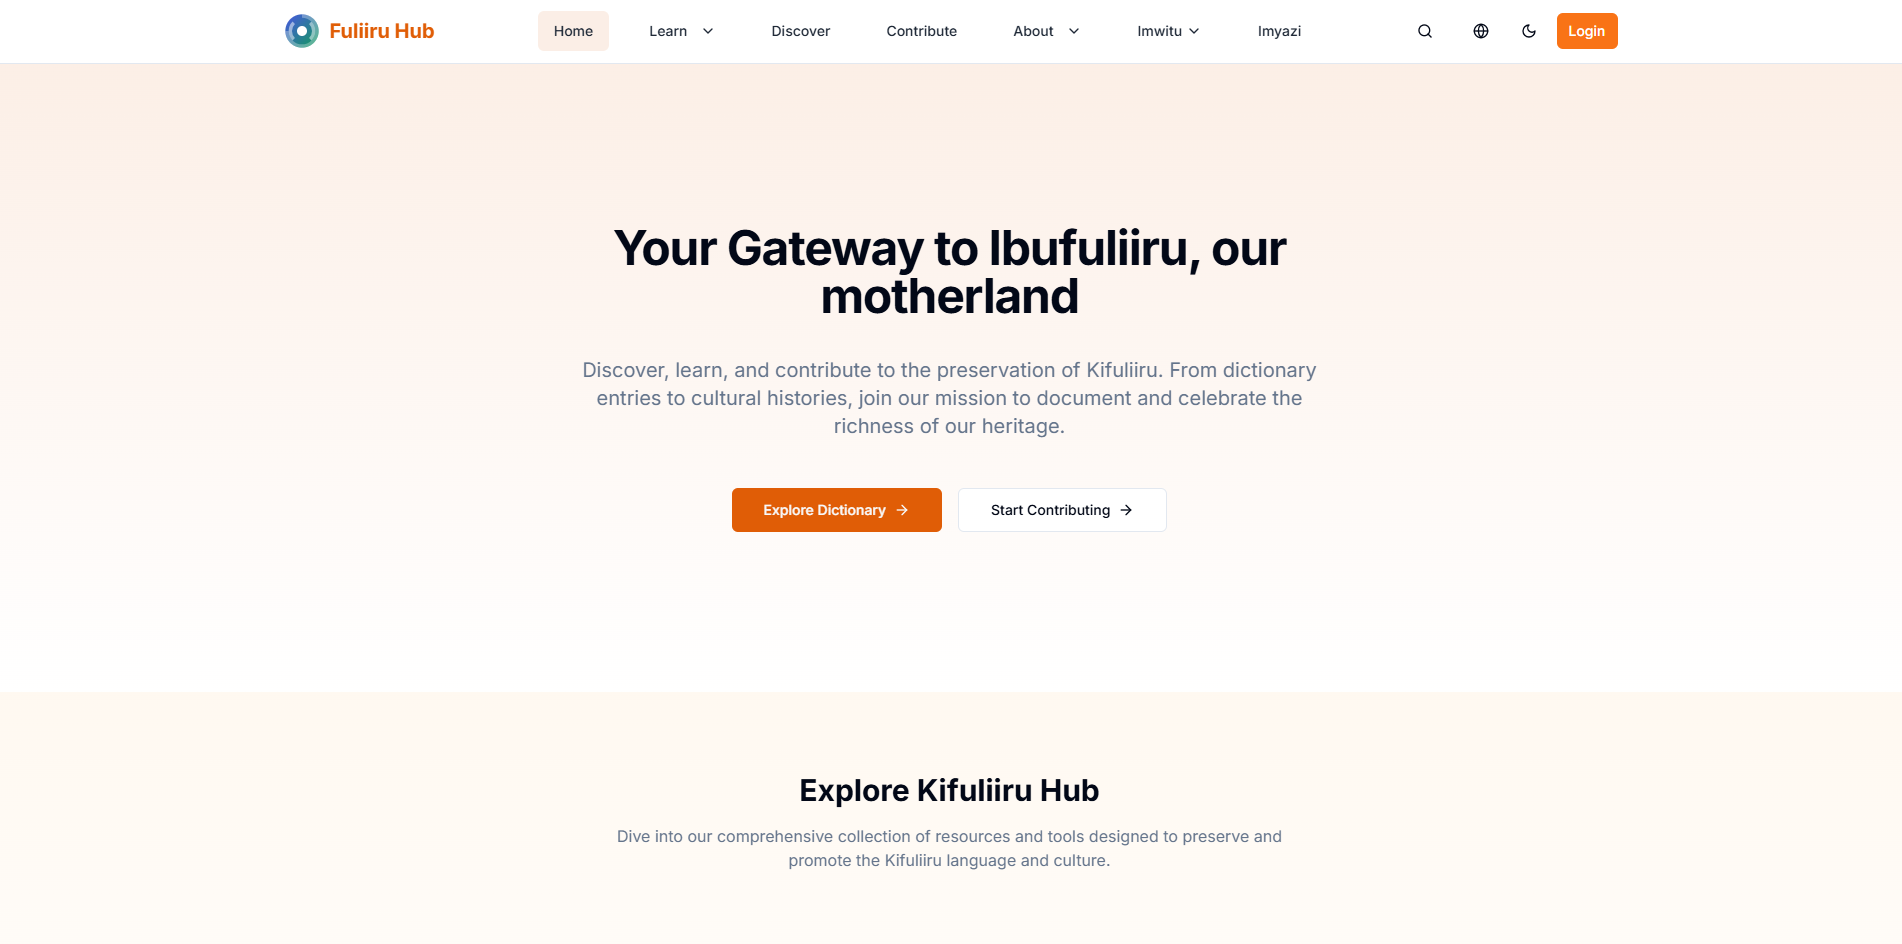 Fuliiru Hub
Home
Learn
Discover
Contribute
About
Imwitu
Imyazi
Login
Your Gateway to Ibufuliiru, our
motherland
Discover, learn, and contribute to the preservation of Kifuliiru. From dictionary
entries to cultural histories, join our mission to document and celebrate the
richness of our heritage.
Explore Dictionary
Start Contributing
Explore Kifuliiru Hub
Dive into our comprehensive collection of resources and tools designed to preserve and
promote the Kifuliiru language and culture.